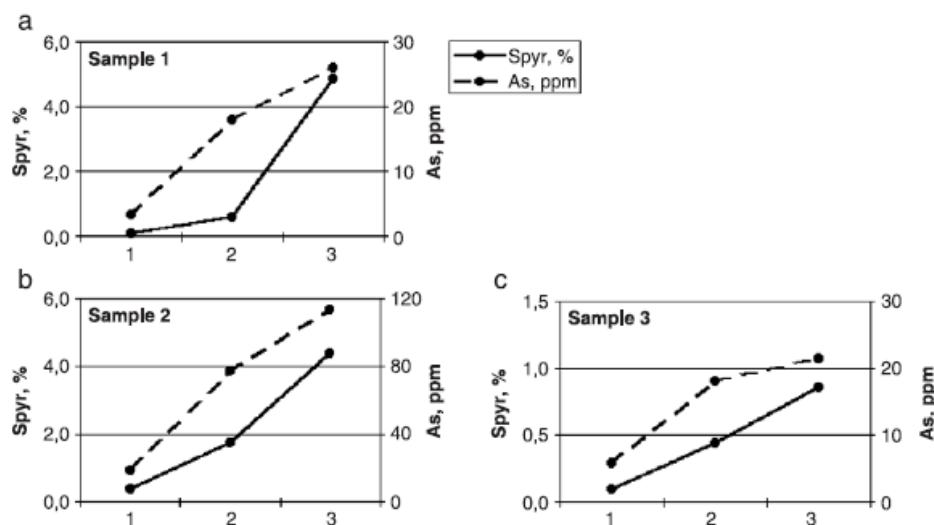 a
6,0
4,0
2,0
0,0
Spyr, %
Sample 1
30
20
10
0
As, ppm
1 2 3
Spyr, %
As, ppm
b
6,0
4,0
2,0
0,0
Spyr, %
Sample 2
120
80
40
0
As, ppm
1 2 3
c
1,5
1,0
0,5
0,0
Spyr, %
Sample 3
30
20
10
0
As, ppm
1 2 3